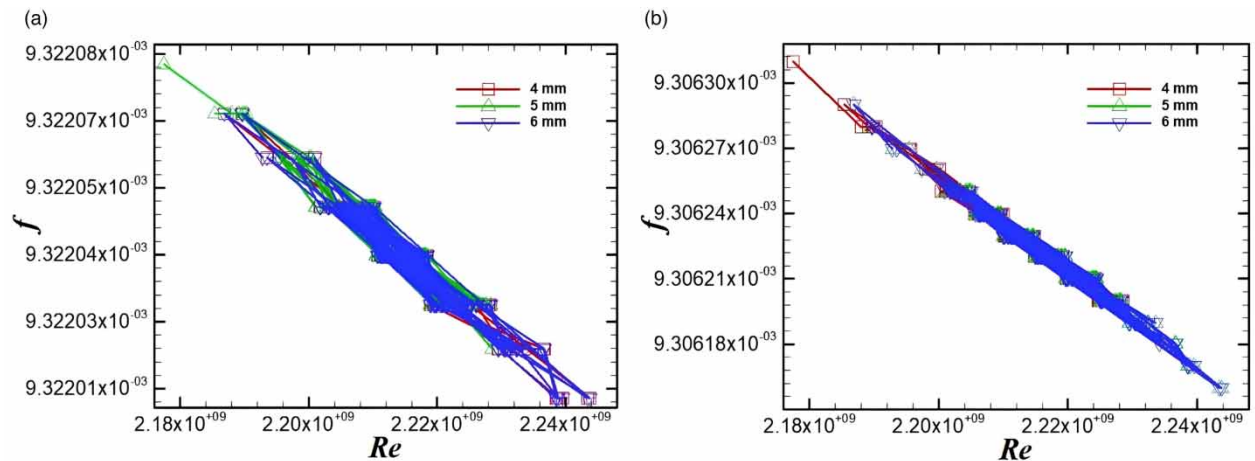 (a)
9.32208x10⁻⁰³
9.32207x10⁻⁰³
9.32205x10⁻⁰³
9.32204x10⁻⁰³
9.32203x10⁻⁰³
9.32201x10⁻⁰³
f
4 mm
5 mm
6 mm
2.18x10⁺⁰⁹ 2.20x10⁺⁰⁹ 2.22x10⁺⁰⁹ 2.24x10⁺⁰⁹
Re
(b)
9.30630x10⁻⁰³
9.30627x10⁻⁰³
9.30624x10⁻⁰³
9.30621x10⁻⁰³
9.30618x10⁻⁰³
f
4 mm
5 mm
6 mm
2.18x10⁺⁰⁹ 2.20x10⁺⁰⁹ 2.22x10⁺⁰⁹ 2.24x10⁺⁰⁹
Re